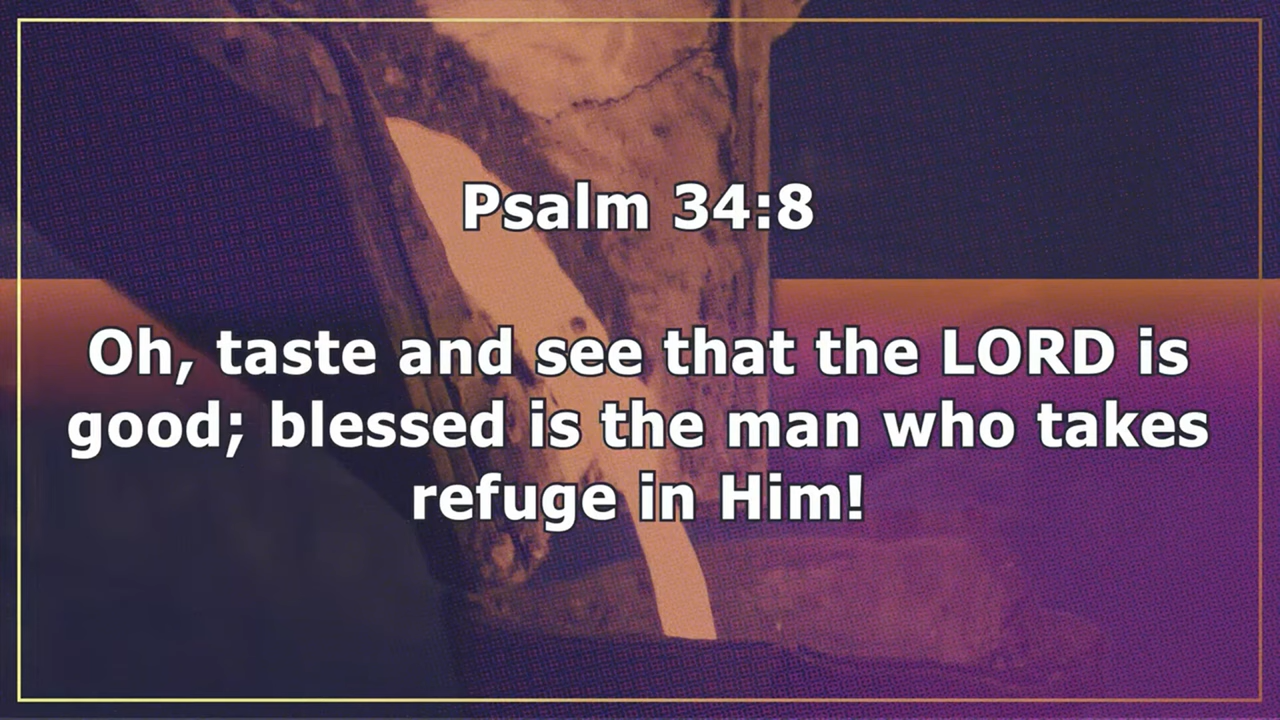 Psalm 34:8
Oh, taste and see that the LORD is
good; blessed is the man who takes
refuge in Him!